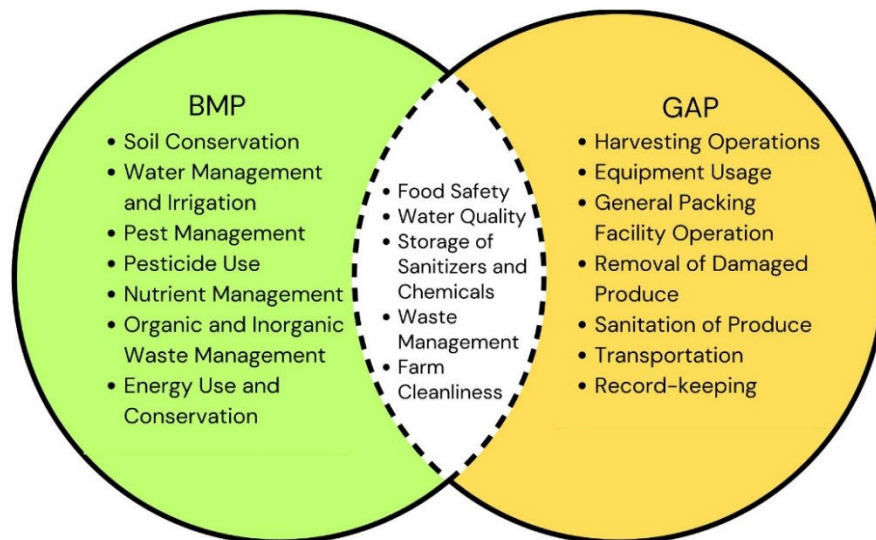 BMP
• Soil Conservation
• Water Management
and Irrigation
• Pest Management
• Pesticide Use
• Nutrient Management
• Organic and Inorganic
Waste Management
• Energy Use and
Conservation
• Food Safety
• Water Quality
• Storage of
Sanitizers and
Chemicals
• Waste
Management
• Farm
Cleanliness
GAP
• Harvesting Operations
• Equipment Usage
• General Packing
Facility Operation
• Removal of Damaged
Produce
• Sanitation of Produce
• Transportation
• Record-keeping